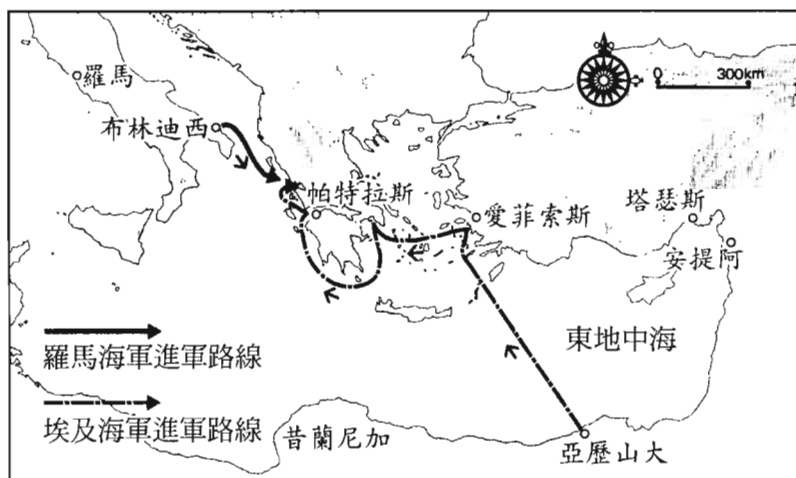 羅馬
0 300km
布林迪西
帕特拉斯
愛菲索斯
塔瑟斯
安提阿
東地中海
羅馬海軍進軍路線
埃及海軍進軍路線
昔蘭尼加
亞歷山大